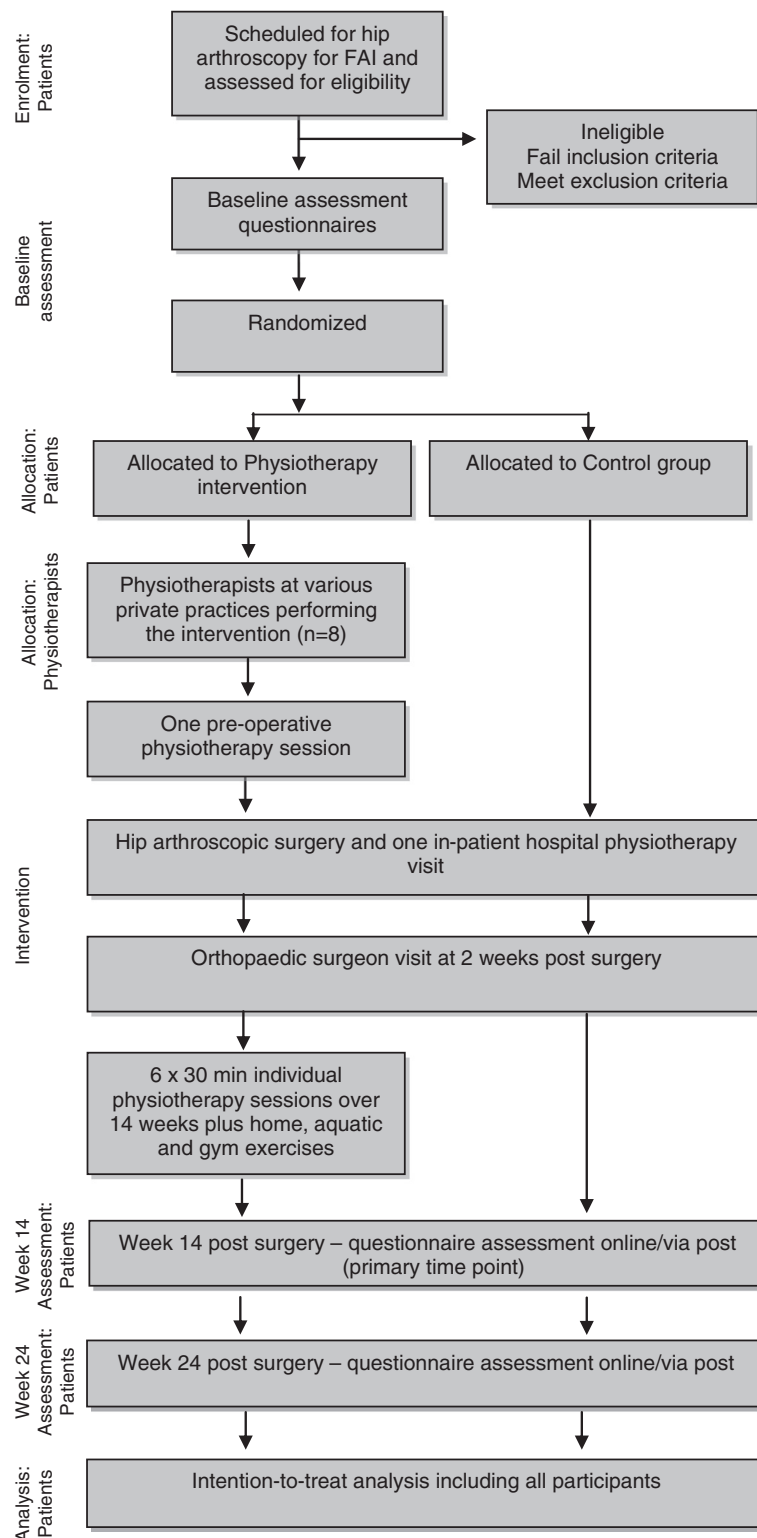 Enrolment:
Patients
Scheduled for hip
arthroscopy for FAI and
assessed for eligibility
Ineligible
Fail inclusion criteria
Meet exclusion criteria
Baseline
assessment
Baseline assessment
questionnaires
Randomized
Allocation:
Patients
Allocated to Physiotherapy
intervention
Allocated to Control group
Allocation:
Physiotherapists
Physiotherapists at various
private practices performing
the intervention (n=8)
One pre-operative
physiotherapy session
Intervention
Hip arthroscopic surgery and one in-patient hospital physiotherapy
visit
Orthopaedic surgeon visit at 2 weeks post surgery
6 x 30 min individual
physiotherapy sessions over
14 weeks plus home, aquatic
and gym exercises
Week 14
Assessment:
Patients
Week 14 post surgery – questionnaire assessment online/via post
(primary time point)
Week 24
Assessment:
Patients
Week 24 post surgery – questionnaire assessment online/via post
Analysis:
Patients
Intention-to-treat analysis including all participants